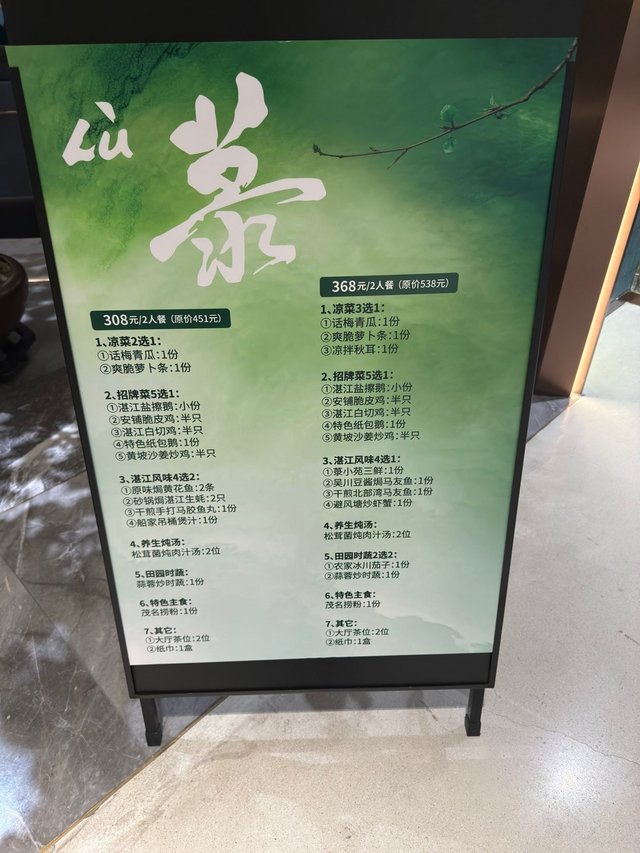 Lù
菉
308元/2人餐（原价451元）
1、凉菜2选1：
①话梅青瓜：1份
②爽脆萝卜条：1份
2、招牌菜5选1：
①湛江盐擦鹅：小份
②安铺脆皮鸡：半只
③湛江白切鸡：半只
④特色纸包鹅：1份
⑤黄坡沙姜炒鸡：半只
3、湛江风味4选2：
①原味焗黄花鱼：2条
②砂锅焗湛江生蚝：2只
③干煎手打马胶鱼丸：1份
④船家吊桶煲汁：1份
4、养生炖汤：
松茸菌炖肉汁汤：2位
5、田园时蔬：
蒜蓉炒时蔬：1份
6、特色主食：
茂名捞粉：1份
7、其它：
①大厅茶位：2位
②纸巾：1盒
368元/2人餐（原价538元）
1、凉菜3选1：
①话梅青瓜：1份
②爽脆萝卜条：1份
③凉拌秋耳：1份
2、招牌菜5选1：
①湛江盐擦鹅：小份
②安铺脆皮鸡：半只
③湛江白切鸡：半只
④特色纸包鹅：1份
⑤黄坡沙姜炒鸡：半只
3、湛江风味4选1：
①菉小苑三鲜：1份
②吴川豆酱焗马友鱼：1份
③干煎北部湾马友鱼：1份
④避风塘炒虾蟹：1份
4、养生炖汤：
松茸菌炖肉汁汤：2位
5、田园时蔬2选2：
①农家冰川茄子：1份
②蒜蓉炒时蔬：1份
6、特色主食：
茂名捞粉：1份
7、其它：
①大厅茶位：2位
②纸巾：1盒